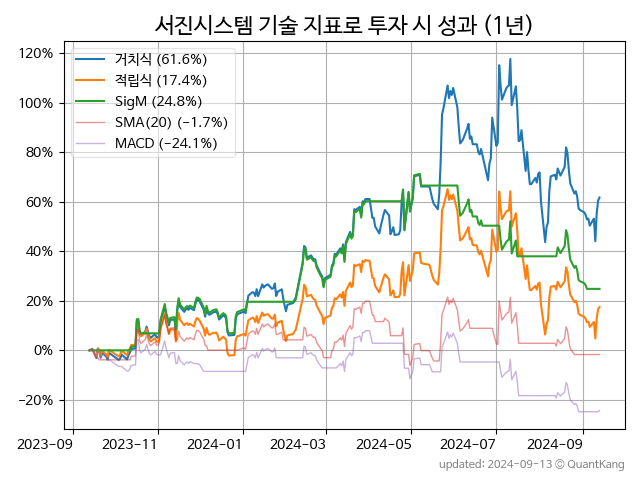 서진시스템 기술 지표로 투자 시 성과 (1년)
120%
100%
80%
60%
40%
20%
0%
−20%
거치식 (61.6%)
적립식 (17.4%)
SigM (24.8%)
SMA(20) (−1.7%)
MACD (−24.1%)
2023-09
2023-11
2024-01
2024-03
2024-05
2024-07
2024-09
updated: 2024-09-13 ⓒ QuantKang